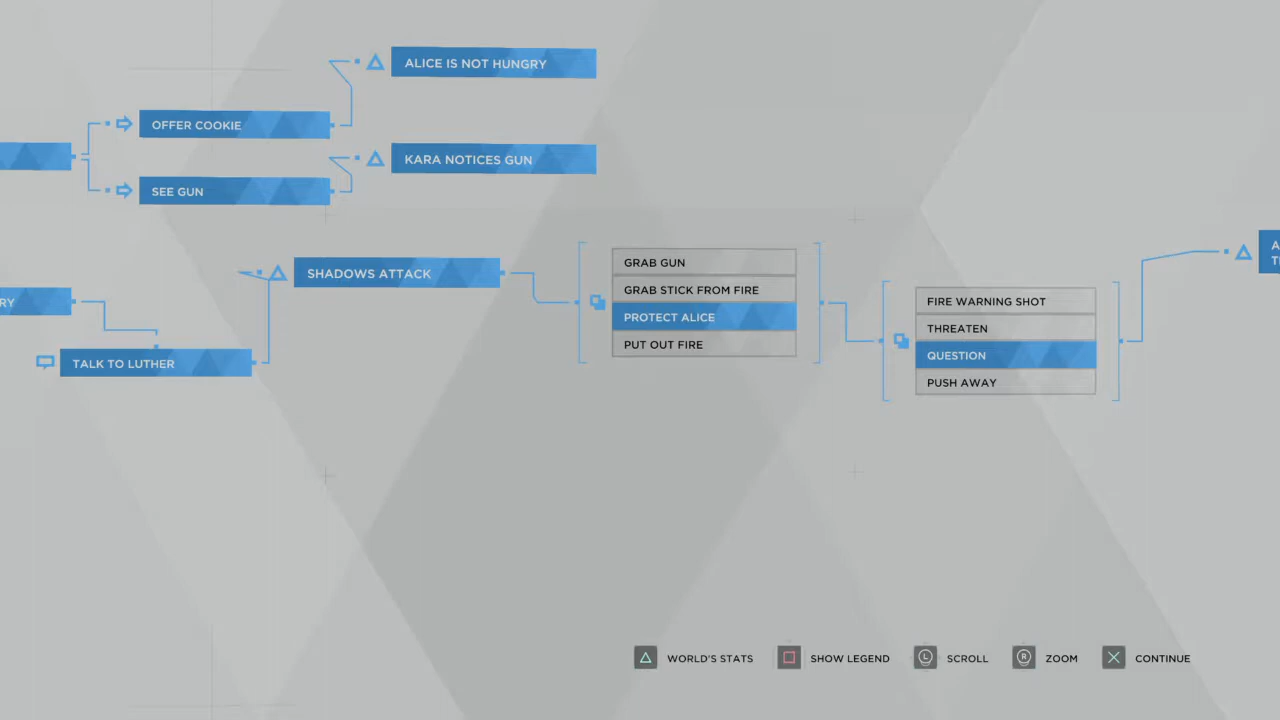 ALICE IS NOT HUNGRY
OFFER COOKIE
KARA NOTICES GUN
SEE GUN
SHADOWS ATTACK
RY
TALK TO LUTHER
GRAB GUN
GRAB STICK FROM FIRE
PROTECT ALICE
PUT OUT FIRE
FIRE WARNING SHOT
THREATEN
QUESTION
PUSH AWAY
A
T
WORLD'S STATS
SHOW LEGEND
L SCROLL
R ZOOM
CONTINUE